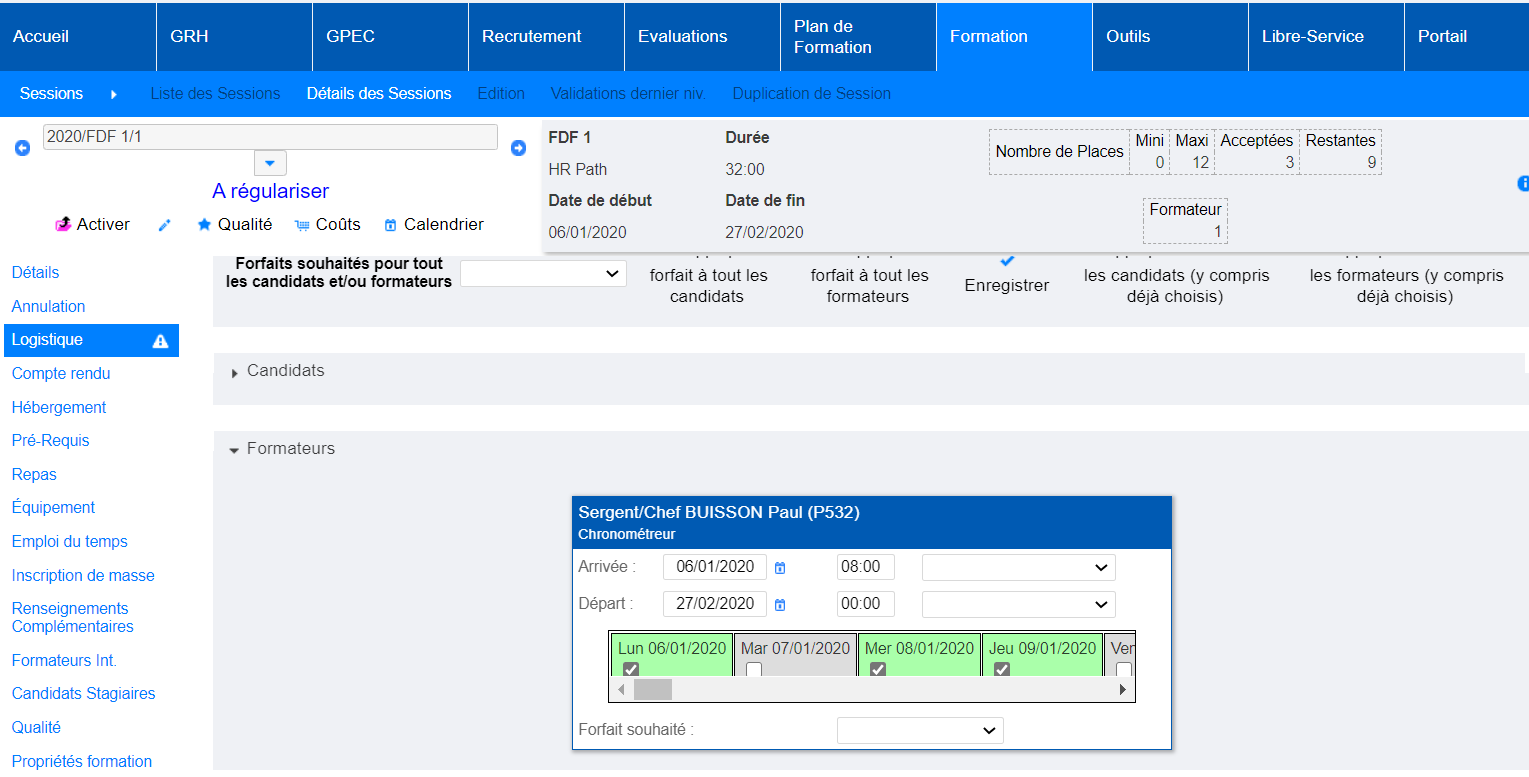 Accueil
GRH
GPEC
Recrutement
Evaluations
Plan de
Formation
Formation
Outils
Libre-Service
Portail
Sessions
Liste des Sessions
Détails des Sessions
Edition
Validations dernier niv.
Duplication de Session
2020/FDF 1/1
A régulariser
Activer
Qualité
Coûts
Calendrier
FDF 1
Durée
HR Path
32:00
Date de début
Date de fin
06/01/2020
27/02/2020
Nombre de Places
Mini
Maxi
Acceptées
Restantes
0
12
3
9
Formateur
1
Détails
Annulation
Logistique
Compte rendu
Hébergement
Pré-Requis
Repas
Équipement
Emploi du temps
Inscription de masse
Renseignements
Complémentaires
Formateurs Int.
Candidats Stagiaires
Qualité
Propriétés formation
Forfaits souhaités pour tout
les candidats et/ou formateurs
forfait à tout les
candidats
forfait à tout les
formateurs
Enregistrer
les candidats (y compris
déjà choisis)
les formateurs (y compris
déjà choisis)
Candidats
Formateurs
Sergent/Chef BUISSON Paul (P532)
Chronométreur
Arrivée :
06/01/2020
08:00
Départ :
27/02/2020
00:00
Lun 06/01/2020
Mar 07/01/2020
Mer 08/01/2020
Jeu 09/01/2020
Ver
Forfait souhaité :